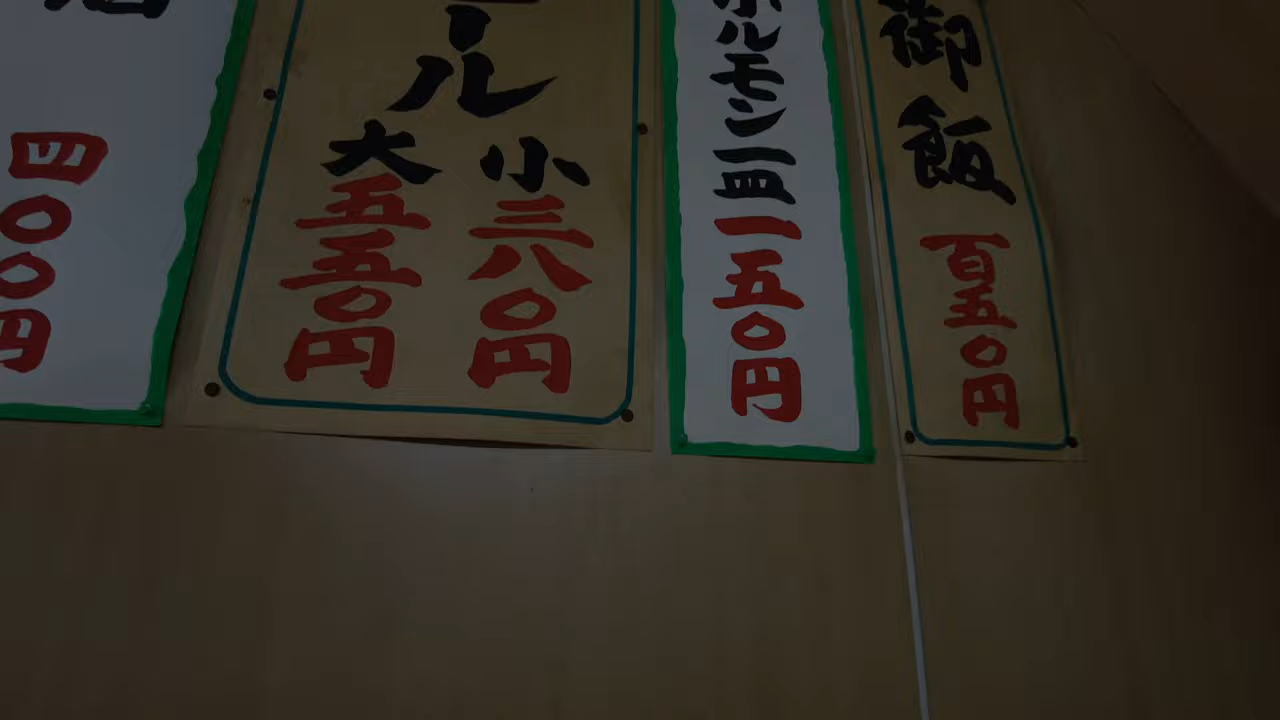 御飯
百五〇円
ホルモン一皿
一五〇円
ール
小
三八〇円
大
五五〇円
四〇〇円